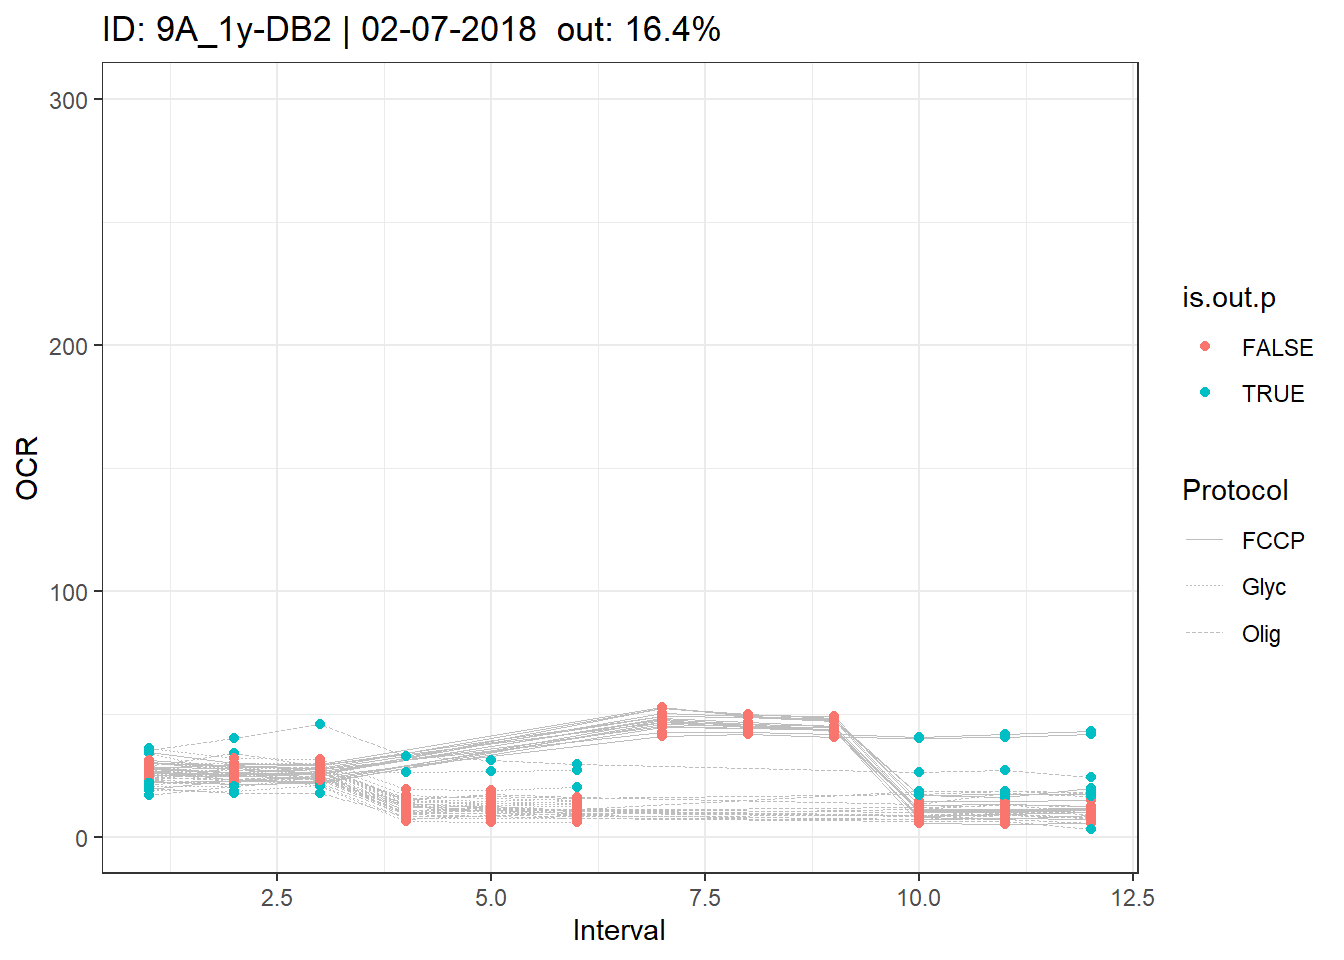 ID: 9A_1y-DB2 | 02-07-2018  out: 16.4%
300
200
100
0
OCR
2.5
5.0
7.5
10.0
12.5
Interval
is.out.p
FALSE
TRUE
Protocol
FCCP
Glyc
Olig